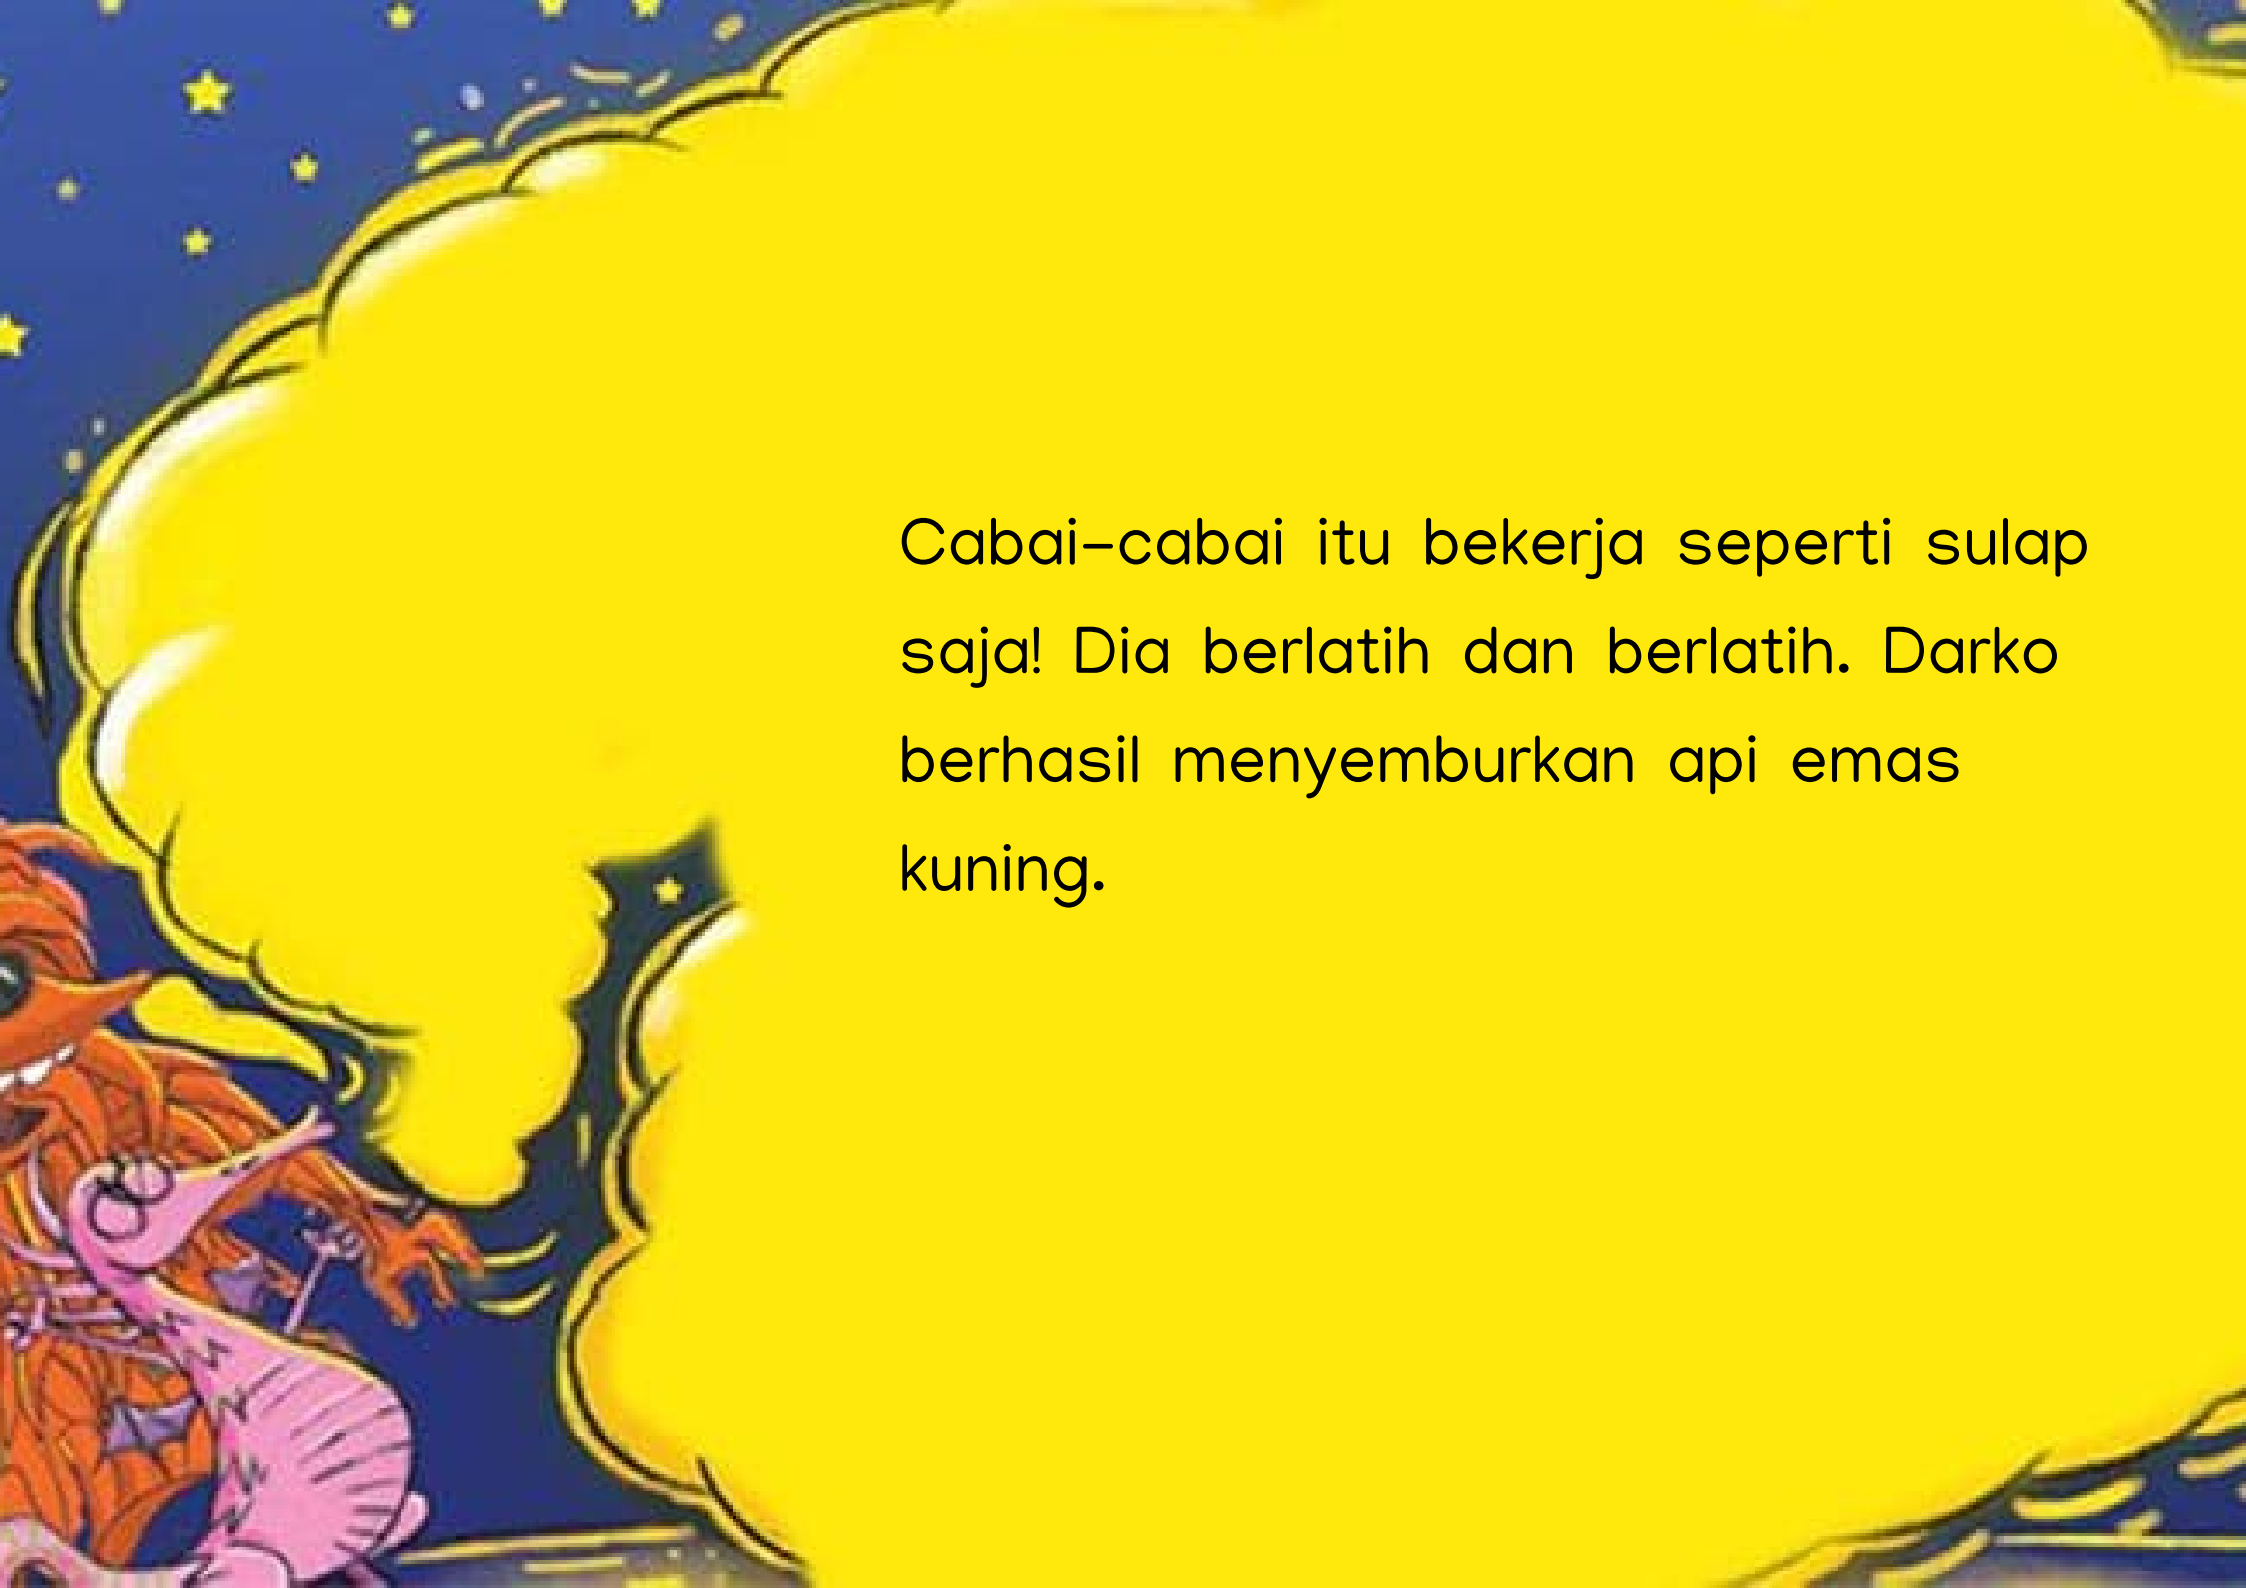 Cabai-cabai itu bekerja seperti sulap
saja! Dia berlatih dan berlatih. Darko
berhasil menyemburkan api emas
kuning.